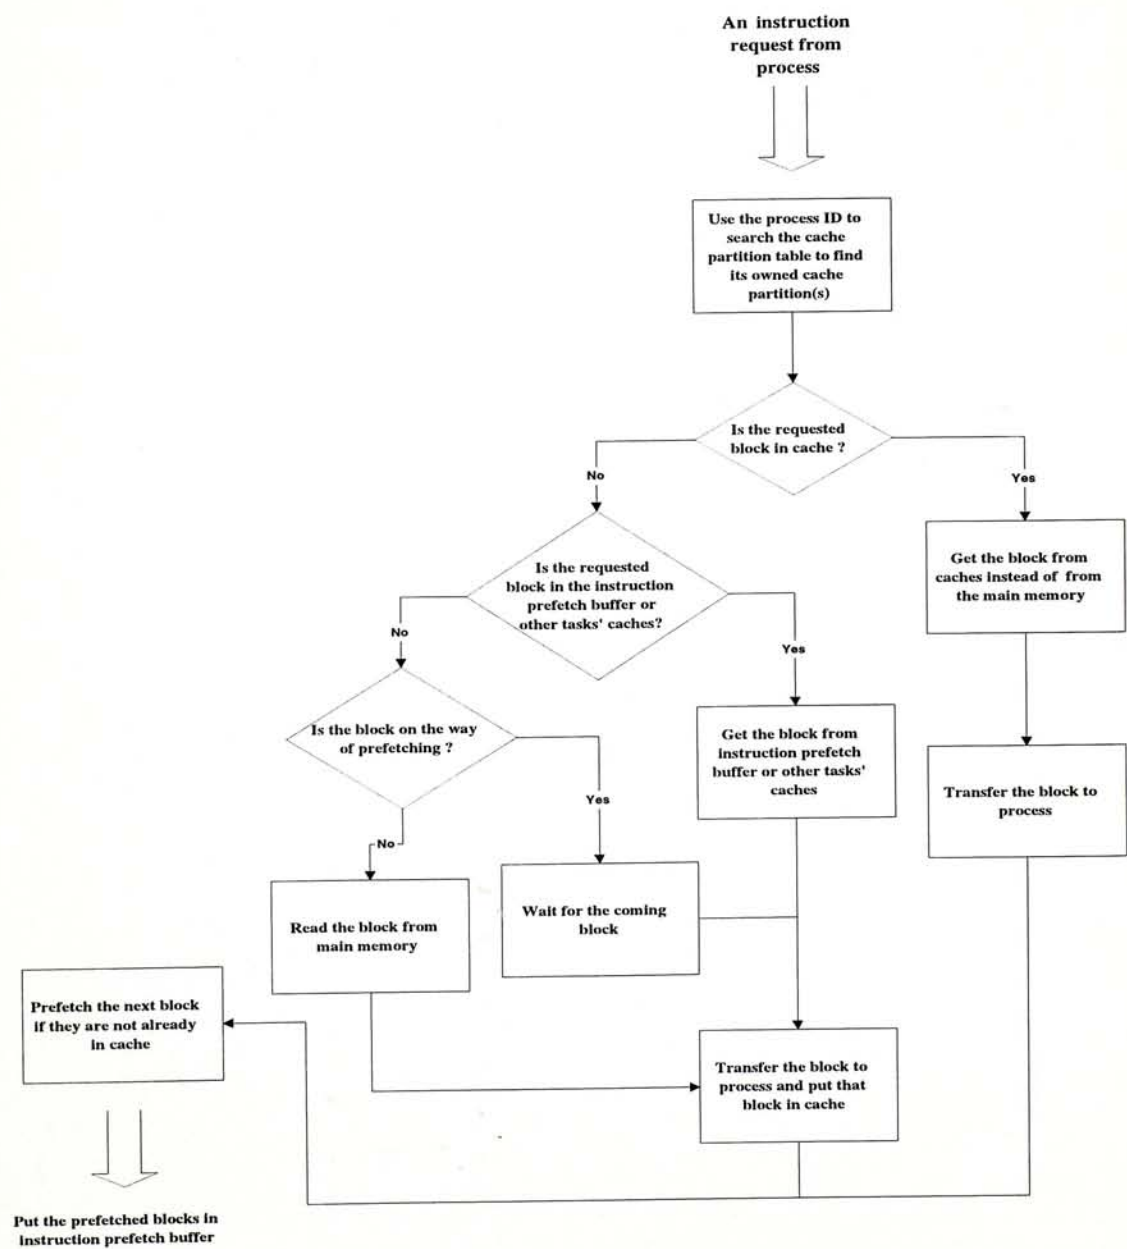 An instruction
request from
process
Use the process ID to
search the cache
partition table to find
its owned cache
partition(s)
Is the requested
block in cache ?
No
Yes
Is the requested
block in the instruction
prefetch buffer or
other tasks' caches?
Get the block from
caches instead of from
the main memory
No
Yes
Is the block on the way
of prefetching ?
Get the block from
instruction prefetch
buffer or other tasks'
caches
Transfer the block to
process
Yes
No
Read the block from
main memory
Wait for the coming
block
Prefetch the next block
if they are not already
in cache
Transfer the block to
process and put that
block in cache
Put the prefetched blocks in
instruction prefetch buffer